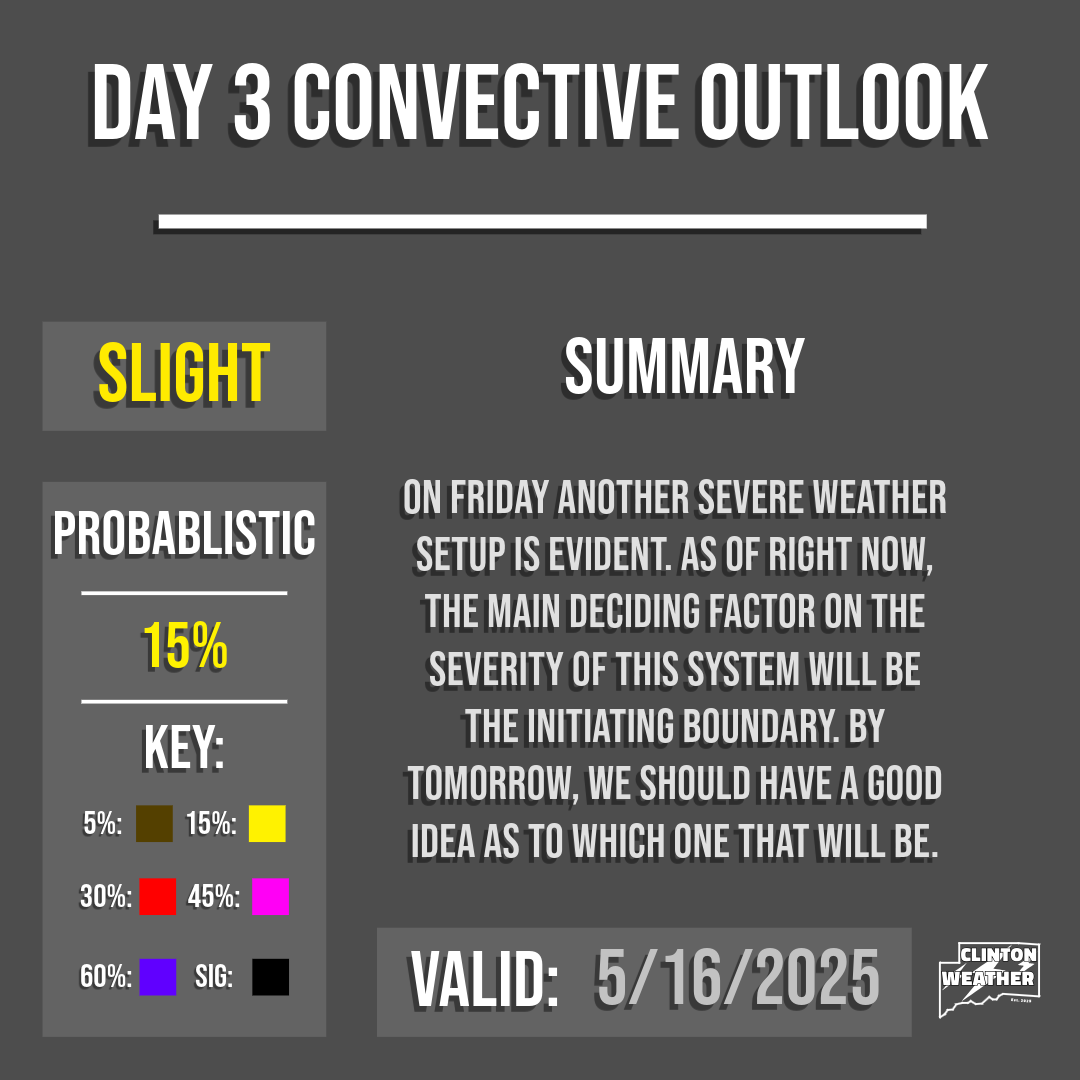 DAY 3 CONVECTIVE OUTLOOK
SLIGHT
PROBABLISTIC
15%
KEY:
5%: 15%:
30%: 45%:
60%: SIG:
SUMMARY
ON FRIDAY ANOTHER SEVERE WEATHER
SETUP IS EVIDENT. AS OF RIGHT NOW,
THE MAIN DECIDING FACTOR ON THE
SEVERITY OF THIS SYSTEM WILL BE
THE INITIATING BOUNDARY. BY
TOMORROW, WE SHOULD HAVE A GOOD
IDEA AS TO WHICH ONE THAT WILL BE.
VALID: 5/16/2025
CLINTON
WEATHER